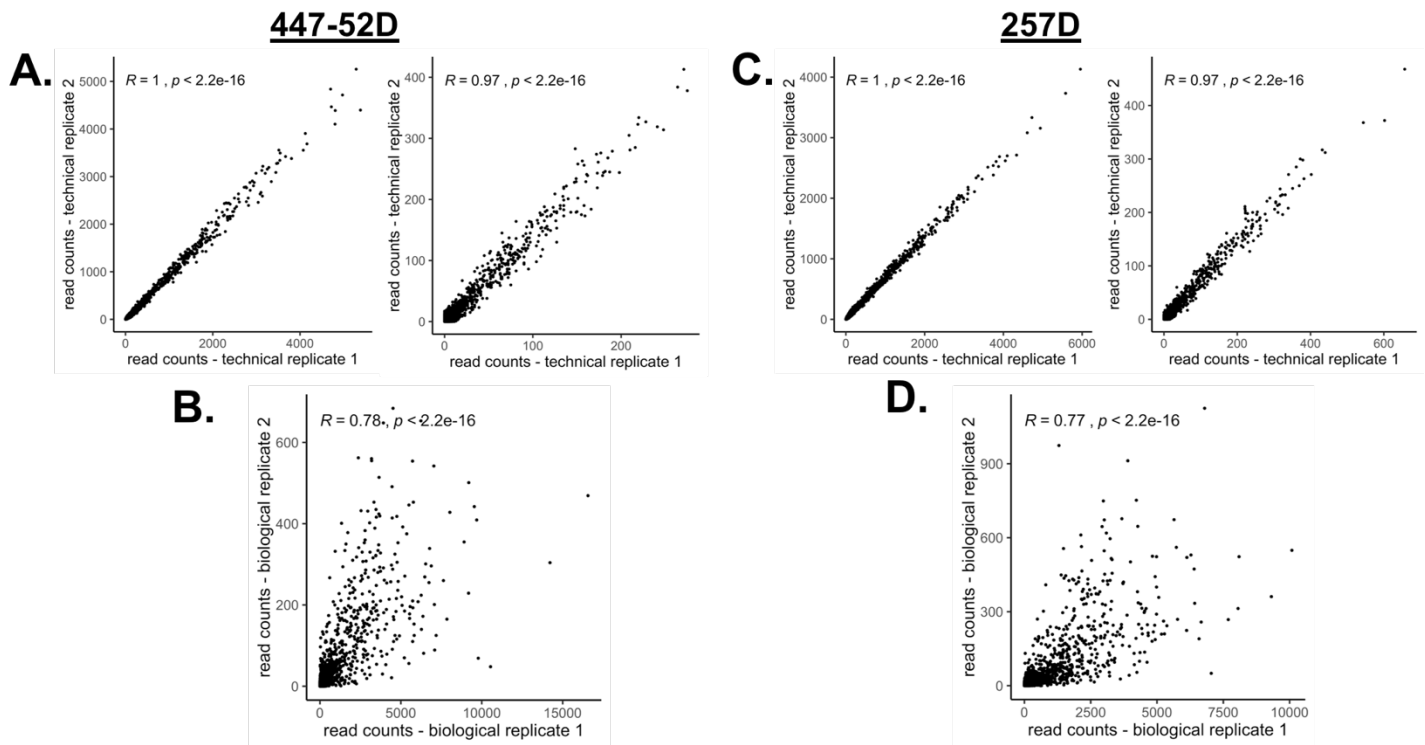 447-52D
257D
A.
R = 1 , p < 2.2e-16
read counts - technical replicate 2
5000
4000
3000
2000
1000
0
0
2000
4000
read counts - technical replicate 1
R = 0.97 , p < 2.2e-16
read counts - technical replicate 2
400
300
200
100
0
0
100
200
read counts - technical replicate 1
C.
R = 1 , p < 2.2e-16
read counts - technical replicate 2
4000
3000
2000
1000
0
0
2000
4000
6000
read counts - technical replicate 1
R = 0.97 , p < 2.2e-16
read counts - technical replicate 2
400
300
200
100
0
0
200
400
600
read counts - technical replicate 1
B.
R = 0.78 , p < 2.2e-16
read counts - biological replicate 2
600
400
200
0
0
5000
10000
15000
read counts - biological replicate 1
D.
R = 0.77 , p < 2.2e-16
read counts - biological replicate 2
900
600
300
0
0
2500
5000
7500
10000
read counts - biological replicate 1